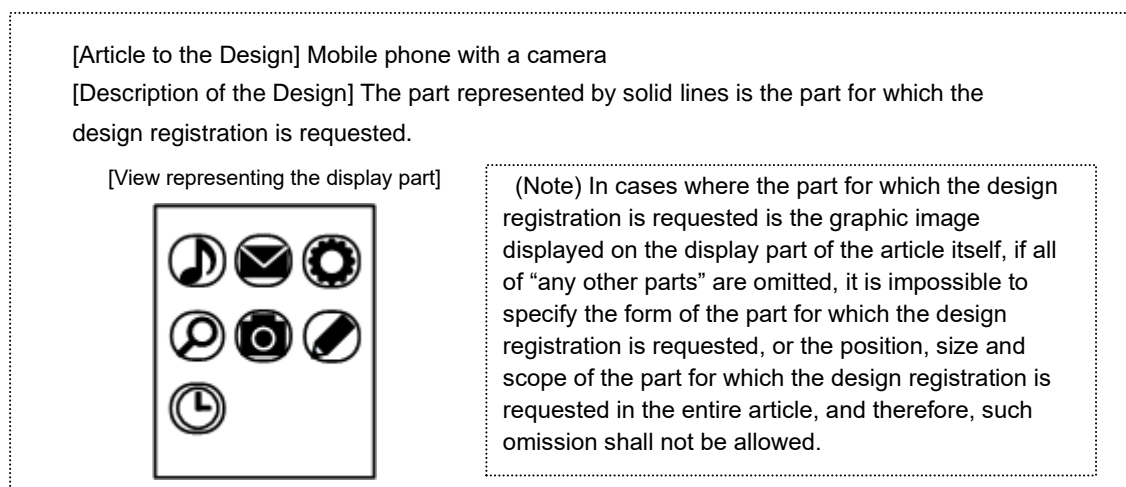 [Article to the Design] Mobile phone with a camera
[Description of the Design] The part represented by solid lines is the part for which the
design registration is requested.
[View representing the display part]
(Note) In cases where the part for which the design
registration is requested is the graphic image
displayed on the display part of the article itself, if all
of “any other parts” are omitted, it is impossible to
specify the form of the part for which the design
registration is requested, or the position, size and
scope of the part for which the design registration is
requested in the entire article, and therefore, such
omission shall not be allowed.